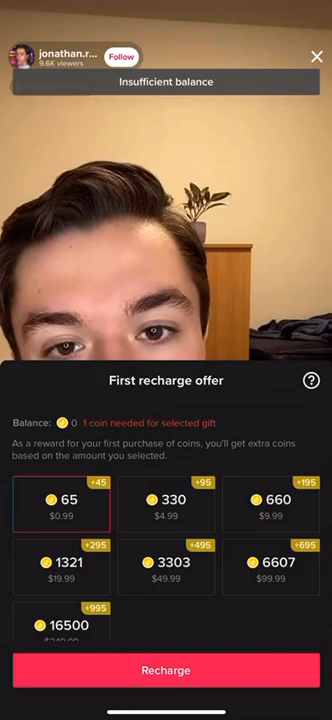 jonathan.r...
Follow
9.6K viewers
Insufficient balance
First recharge offer
Balance: 0 1 coin needed for selected gift
As a reward for your first purchase of coins, you'll get extra coins
based on the amount you selected.
+45
65
$0.99
+95
330
$4.99
+195
660
$9.99
+295
1321
$19.99
+495
3303
$49.99
+695
6607
$99.99
+995
16500
Recharge